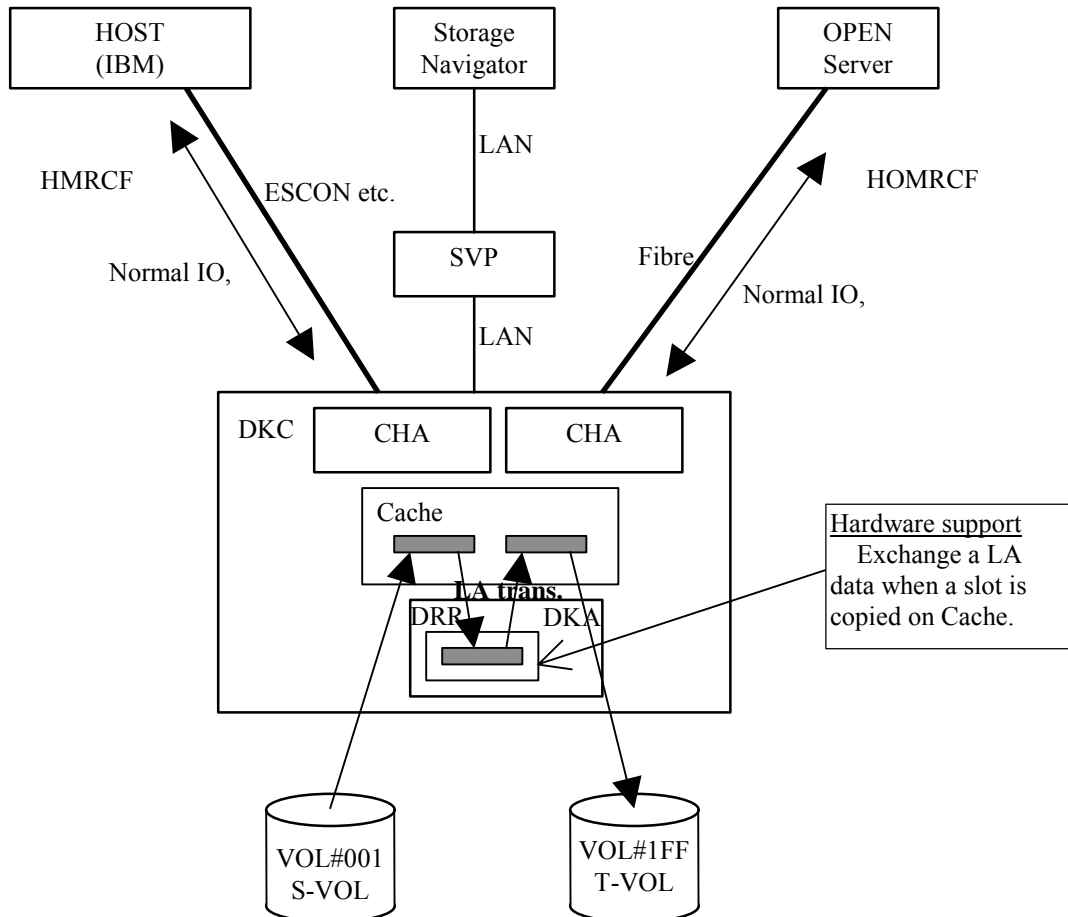 HOST
(IBM)
Storage
Navigator
OPEN
Server
LAN
HMRCF
HOMRCF
ESCON etc.
SVP
Fibre
Normal IO,
Normal IO,
LAN
DKC
CHA
CHA
Cache
Hardware support
Exchange a LA
data when a slot is
copied on Cache.
LA trans.
DRR
DKA
VOL#001
S-VOL
VOL#1FF
T-VOL